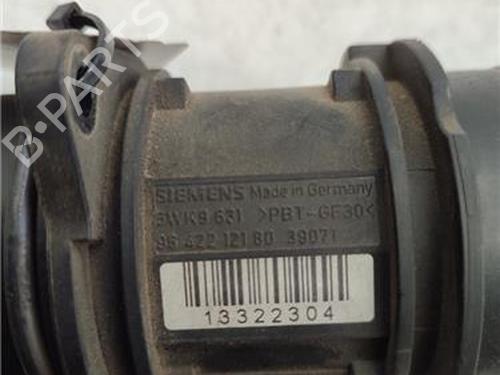 B-PARTS
SIEMENS Made in Germany
5WK9 631 >PBT-GF30<
96 422 121 80 39071
13322304